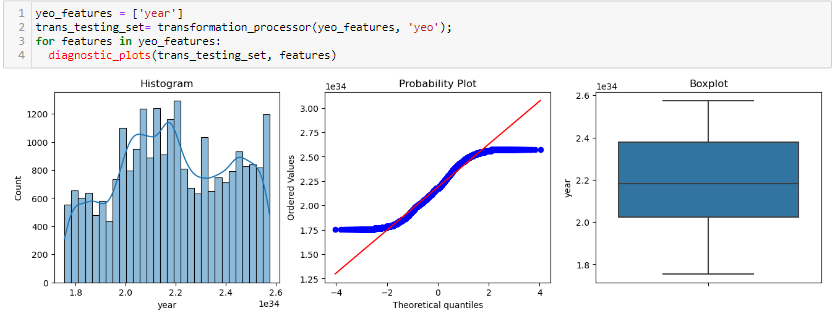 1 yeo_features = ['year']
2 trans_testing_set= transformation_processor(yeo_features, 'yeo');
3 for features in yeo_features:
4 diagnostic_plots(trans_testing_set, features)
Histogram
1200
1000
800
600
400
200
0
Count
1.8 2.0 2.2 2.4 2.6
1e34
year
Probability Plot
1e34
3.00
2.75
2.50
2.25
2.00
1.75
1.50
1.25
Ordered Values
−4 −2 0 2 4
Theoretical quantiles
Boxplot
1e34
2.6
2.4
2.2
2.0
1.8
year